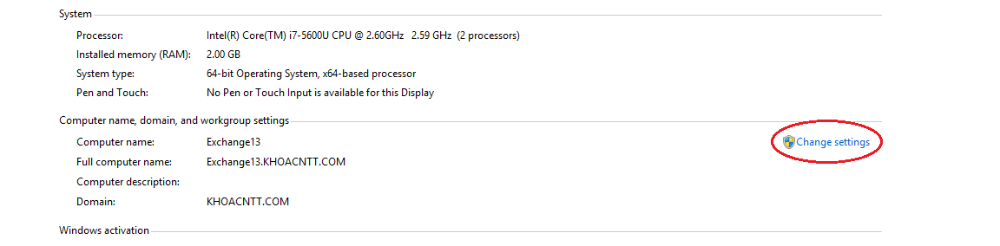 System
Processor: Intel(R) Core(TM) i7-5600U CPU @ 2.60GHz 2.59 GHz (2 processors)
Installed memory (RAM): 2.00 GB
System type: 64-bit Operating System, x64-based processor
Pen and Touch: No Pen or Touch Input is available for this Display
Computer name, domain, and workgroup settings
Computer name: Exchange13 Change settings
Full computer name: Exchange13.KHOACNTT.COM
Computer description:
Domain: KHOACNTT.COM
Windows activation